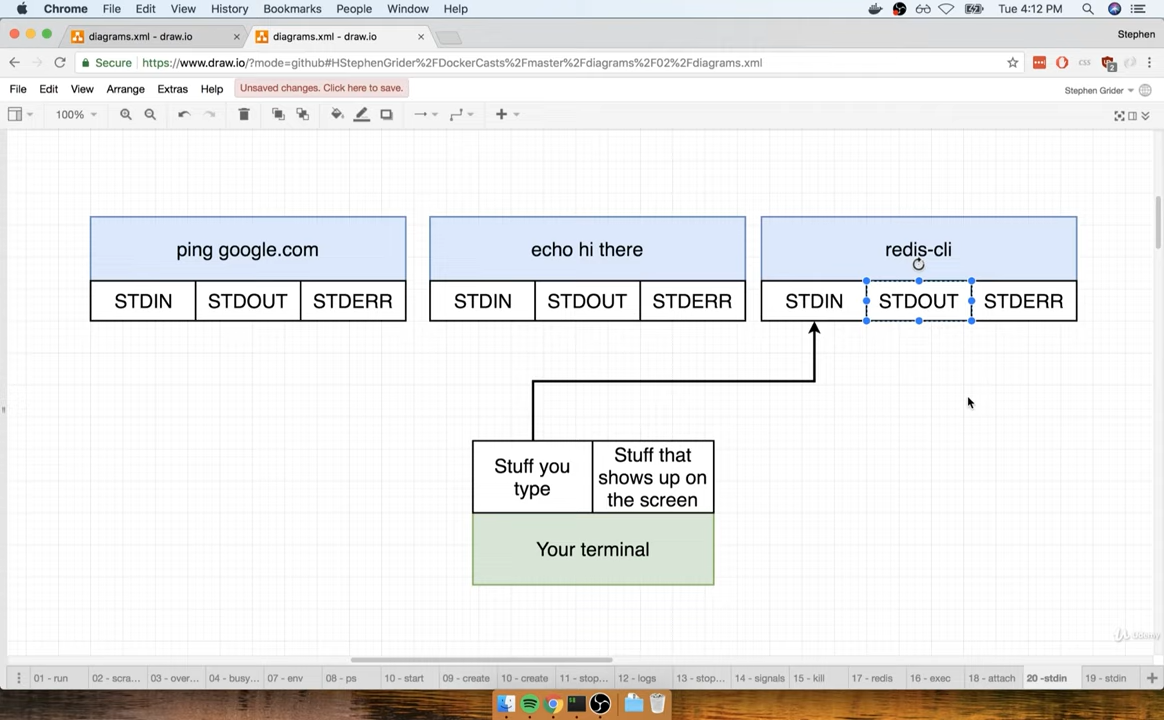 Chrome File Edit View History Bookmarks People Window Help Tue 4:12 PM
diagrams.xml - draw.io diagrams.xml - draw.io Stephen
Secure https://www.draw.io/?mode=github#HStephenGrider%2FDockerCasts%2Fmaster%2Fdiagrams%2F02%2Fdiagrams.xml
File Edit View Arrange Extras Help Unsaved changes. Click here to save. Stephen Grider
100%
ping google.com echo hi there redis-cli
STDIN STDOUT STDERR STDIN STDOUT STDERR STDIN STDOUT STDERR
Stuff you
type
Stuff that
shows up on
the screen
Your terminal
Udemy
01 - run 02 - scra... 03 - over... 04 - busy... 07 - env 08 - ps 10 - start 09 - create 10 - create 11 - stop... 12 - logs 13 - stop... 14 - signals 15 - kill 17 - redis 16 - exec 18 - attach 20 -stdin 19 - stdin